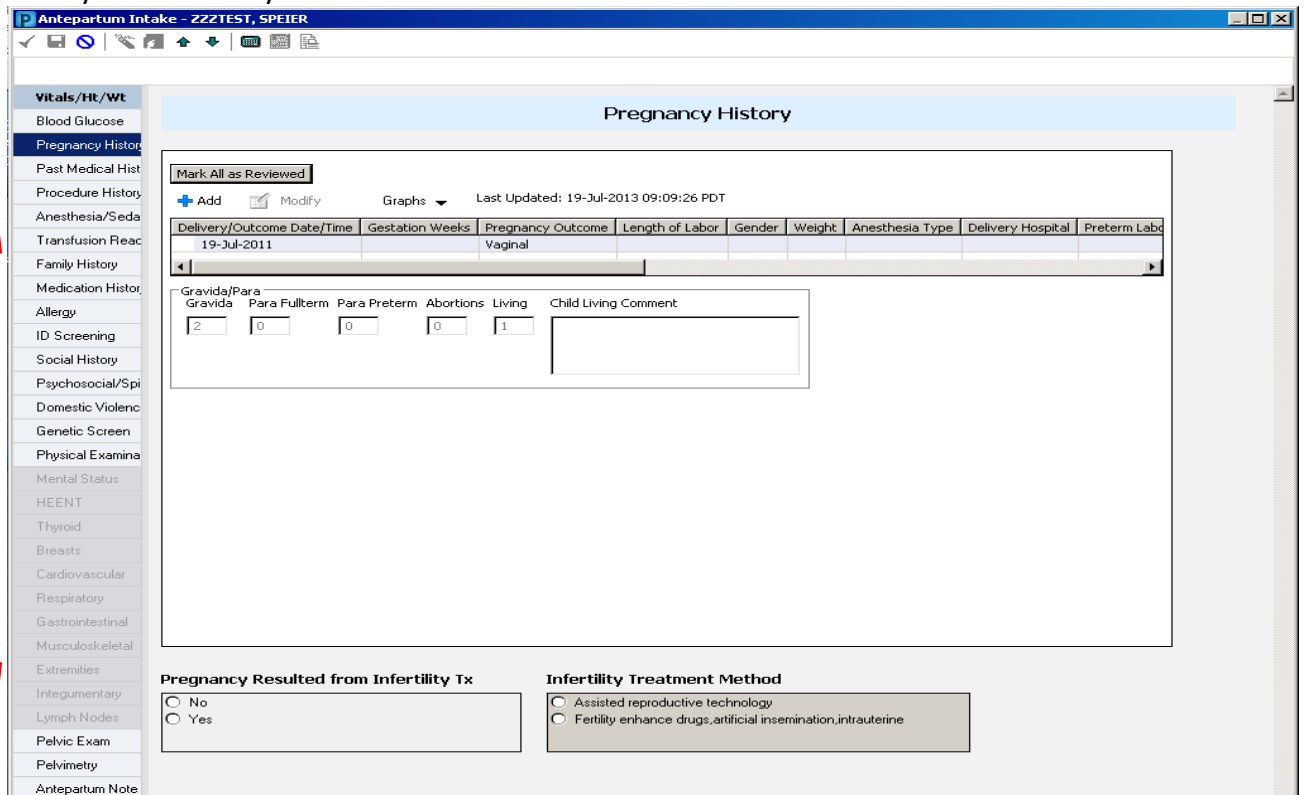 Antepartum Intake - ZZZTEST, SPEIER
Vitals/Ht/Wt
Blood Glucose
Pregnancy Histor
Past Medical Hist
Procedure History
Anesthesia/Seda
Transfusion Reac
Family History
Medication Histor
Allergy
ID Screening
Social History
Psychosocial/Spi
Domestic Violenc
Genetic Screen
Physical Examina
Mental Status
HEENT
Thyroid
Breasts
Cardiovascular
Respiratory
Gastrointestinal
Musculoskeletal
Extremities
Integumentary
Lymph Nodes
Pelvic Exam
Pelvimetry
Antepartum Note
Pregnancy History
Mark All as Reviewed
Add Modify Graphs Last Updated: 19-Jul-2013 09:09:26 PDT
Delivery/Outcome Date/Time Gestation Weeks Pregnancy Outcome Length of Labor Gender Weight Anesthesia Type Delivery Hospital Preterm Labo
19-Jul-2011 Vaginal
Gravida/Para
Gravida Para Fullterm Para Preterm Abortions Living Child Living Comment
2 0 0 0 1
Pregnancy Resulted from Infertility Tx
No
Yes
Infertility Treatment Method
Assisted reproductive technology
Fertility enhance drugs,artificial insemination,intrauterine